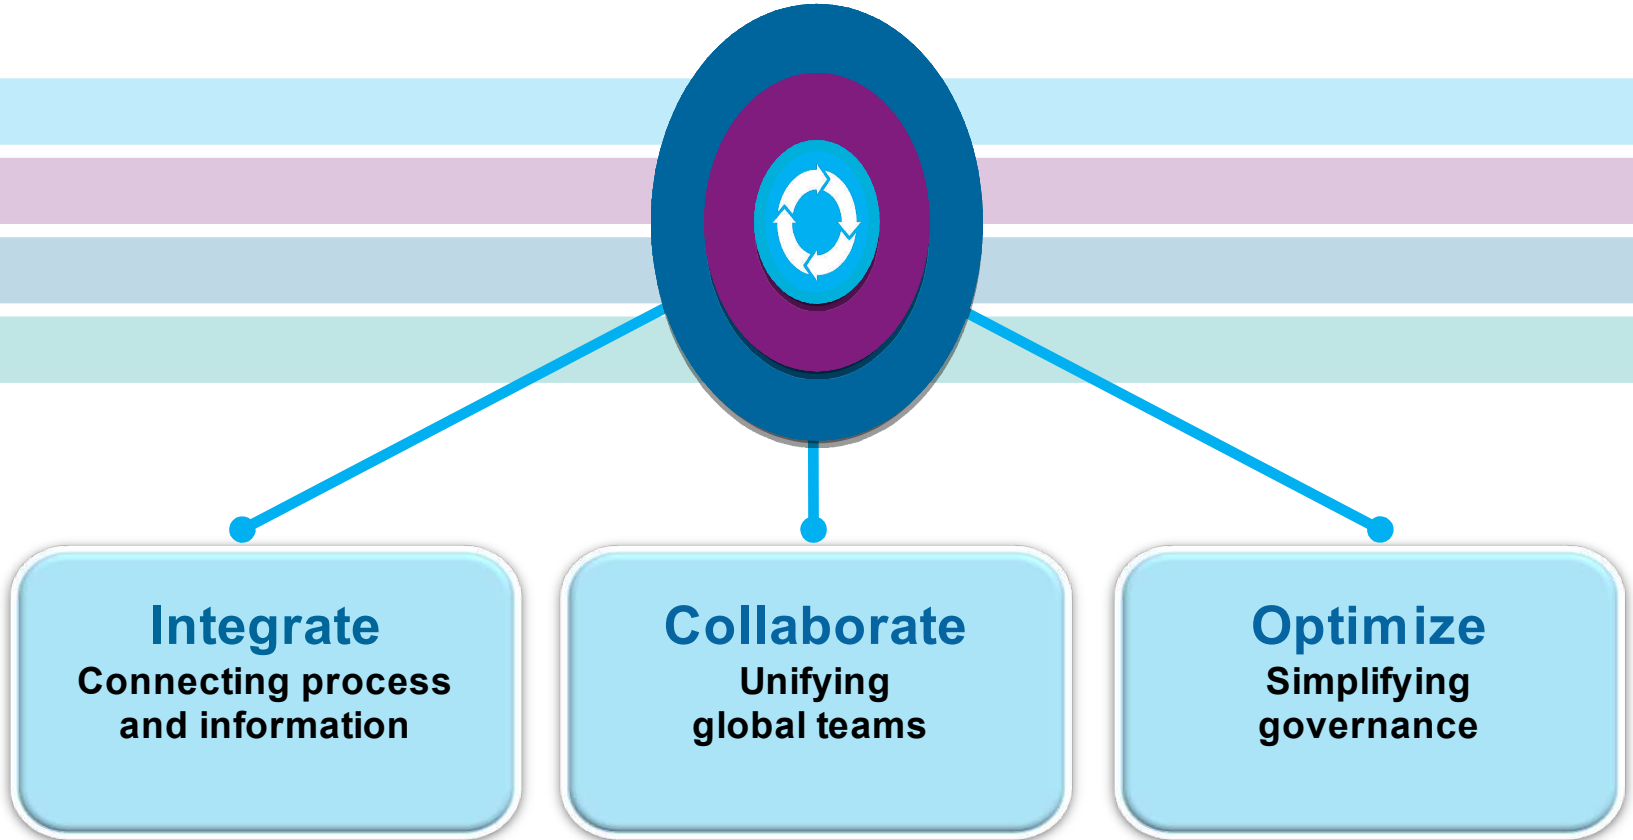 Integrate
Connecting process
and information
Collaborate
Unifying
global teams
Optimize
Simplifying
governance